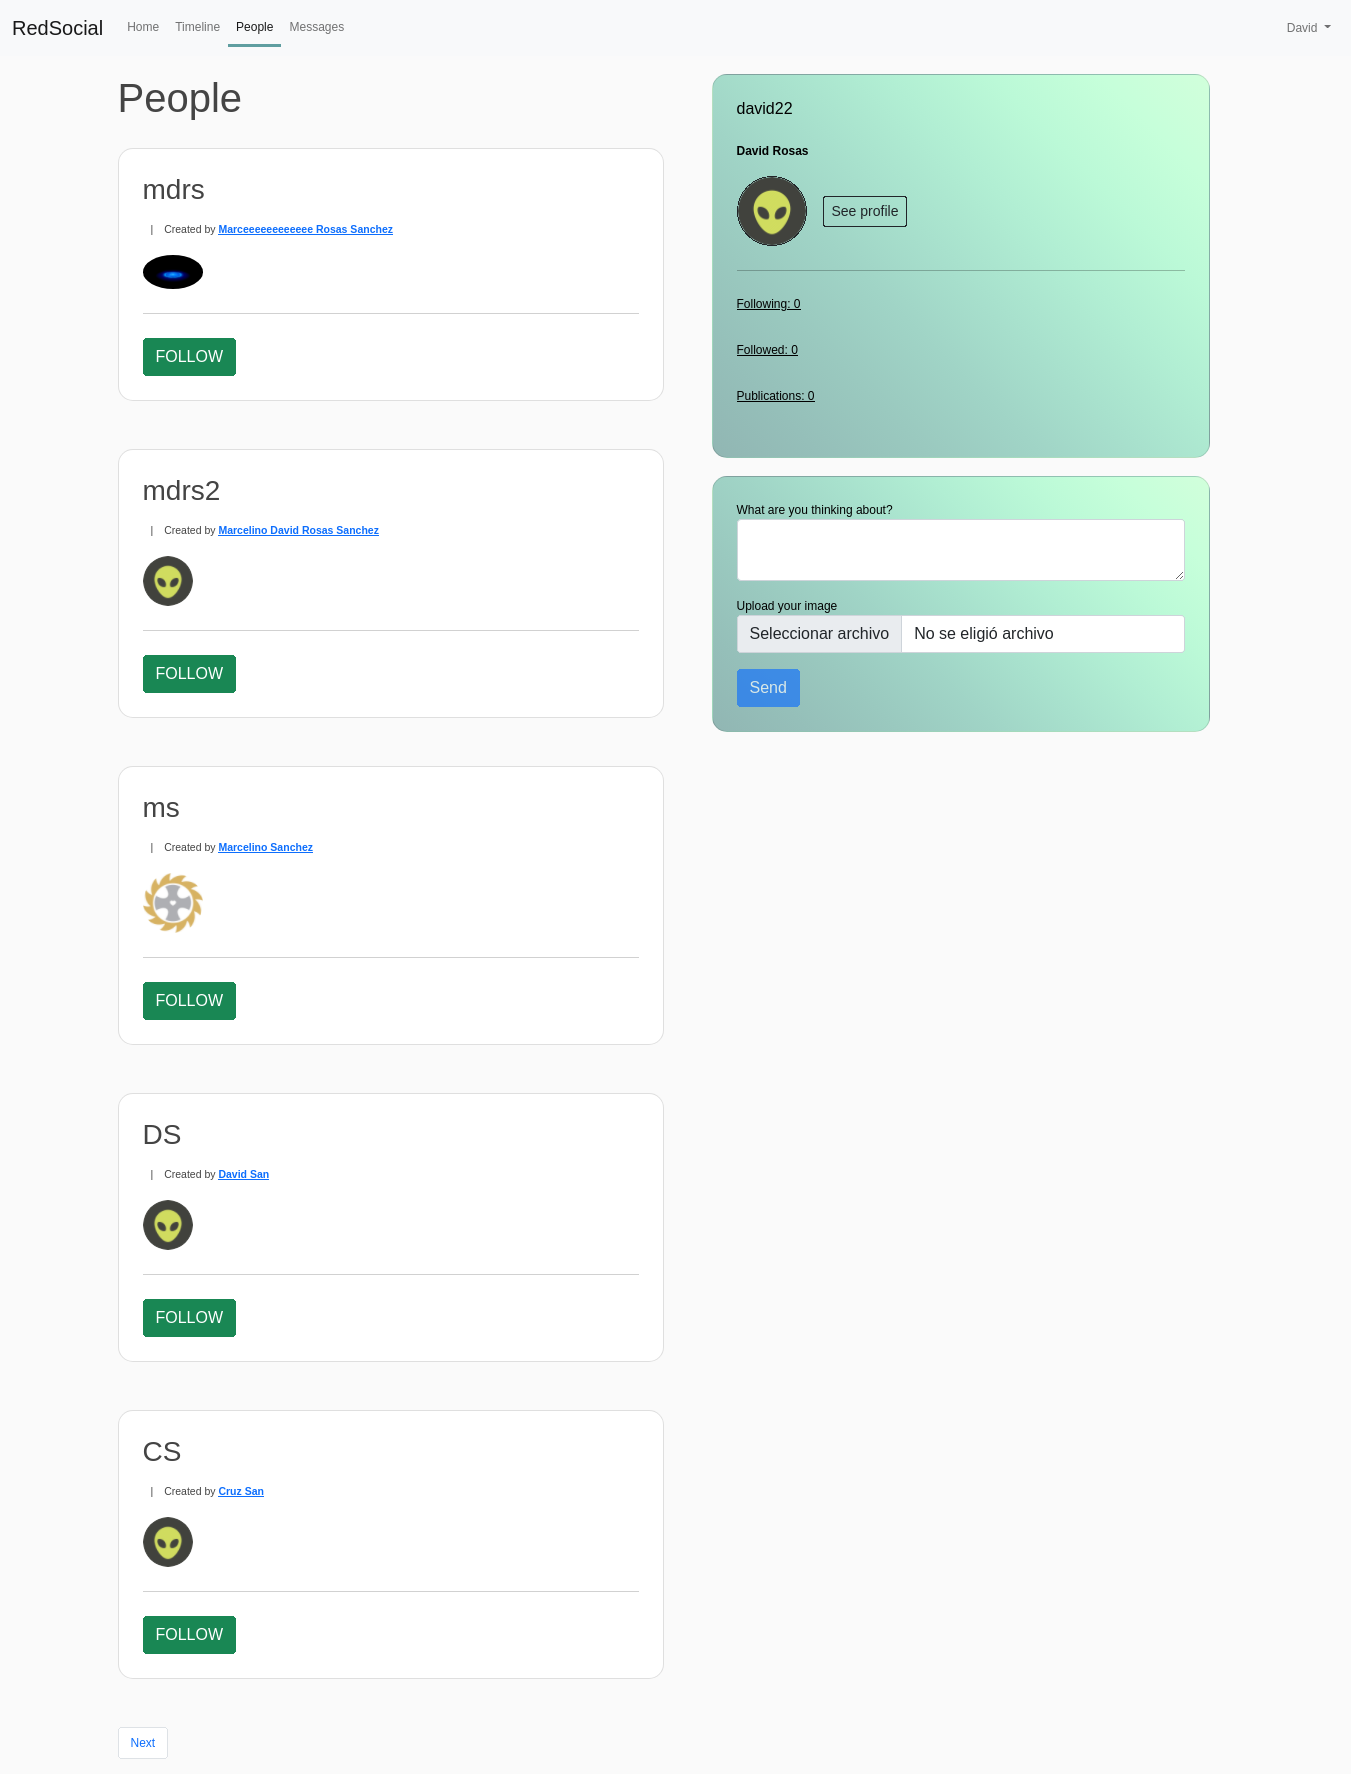 RedSocial Home Timeline People Messages David
People
mdrs
| Created by Marceeeeeeeeeeee Rosas Sanchez
FOLLOW
mdrs2
| Created by Marcelino David Rosas Sanchez
FOLLOW
ms
| Created by Marcelino Sanchez
FOLLOW
DS
| Created by David San
FOLLOW
CS
| Created by Cruz San
FOLLOW
Next
david22
David Rosas
See profile
Following: 0
Followed: 0
Publications: 0
What are you thinking about?
Upload your image
Seleccionar archivo No se eligió archivo
Send